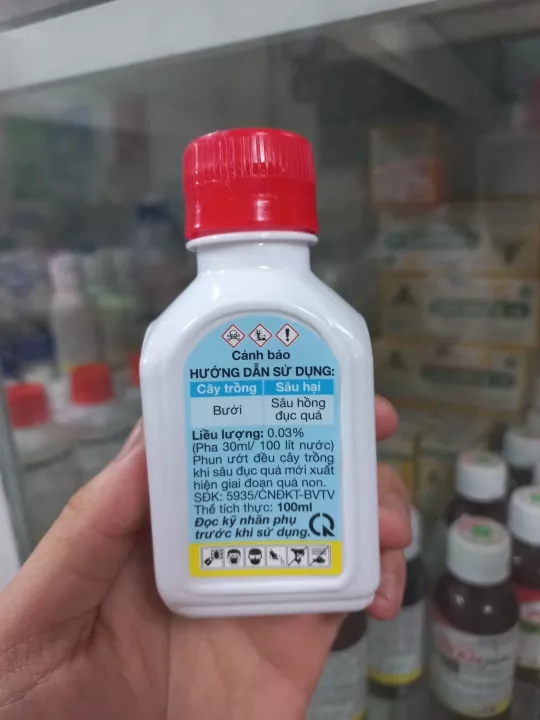 Cảnh báo
HƯỚNG DẪN SỬ DỤNG:
Cây trồng Sâu hại
Bưởi Sâu hồng
đục quả
Liều lượng: 0.03%
(Pha 30ml/ 100 lít nước)
Phun ướt đều cây trồng
khi sâu đục quả mới xuất
hiện giai đoạn quả non.
SĐK: 5935/CNĐKT-BVTV
Thể tích thực: 100ml
Đọc kỹ nhãn phụ
trước khi sử dụng.